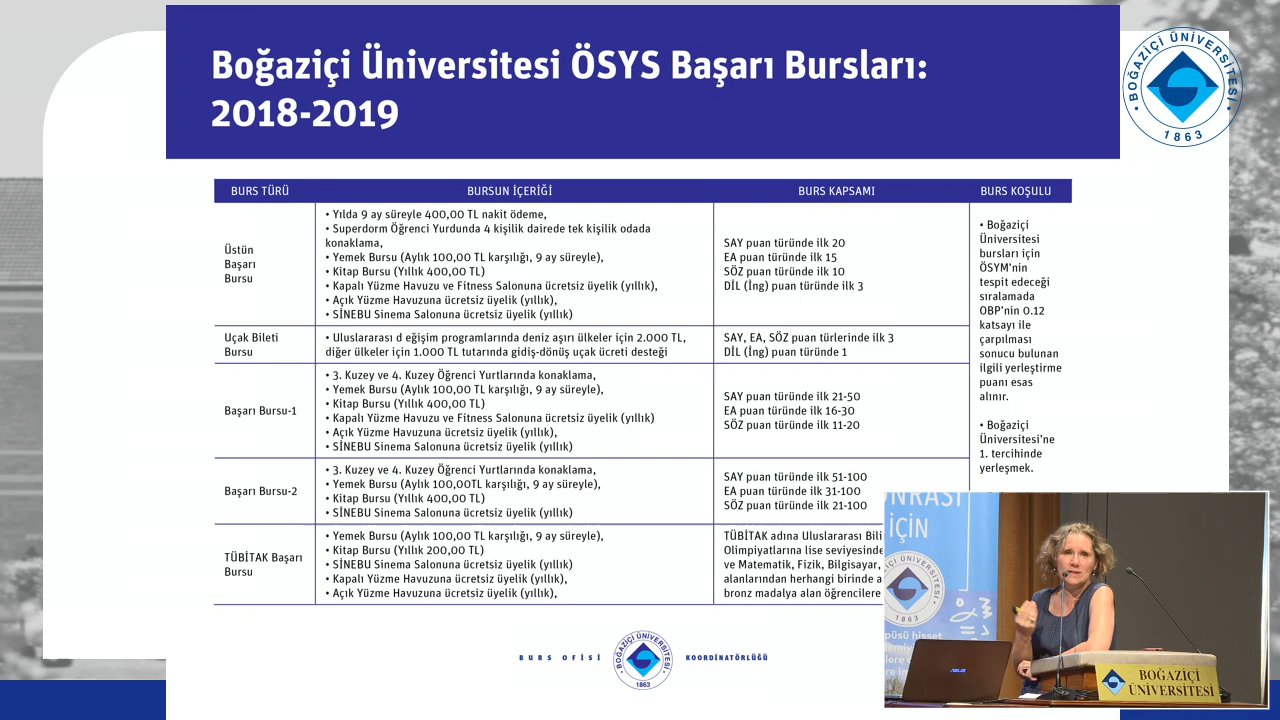 Boğaziçi Üniversitesi ÖSYS Başarı Bursları:
2018-2019
BOĞAZİÇİ ÜNİVERSİTESİ
1863
BURS TÜRÜ
BURSUN İÇERİĞİ
BURS KAPSAMI
BURS KOŞULU
Üstün
Başarı
Bursu
• Yılda 9 ay süreyle 400,00 TL nakit ödeme,
• Superdorm Öğrenci Yurdunda 4 kişilik dairede tek kişilik odada
konaklama,
• Yemek Bursu (Aylık 100,00 TL karşılığı, 9 ay süreyle),
• Kitap Bursu (Yıllık 400,00 TL)
• Kapalı Yüzme Havuzu ve Fitness Salonuna ücretsiz üyelik (yıllık),
• Açık Yüzme Havuzuna ücretsiz üyelik (yıllık),
• SİNEBU Sinema Salonuna ücretsiz üyelik (yıllık)
SAY puan türünde ilk 20
EA puan türünde ilk 15
SÖZ puan türünde ilk 10
DİL (İng) puan türünde ilk 3
• Boğaziçi
Üniversitesi
bursları için
ÖSYM'nin
tespit edeceği
sıralamada
OBP'nin 0.12
katsayı ile
çarpılması
sonucu bulunan
ilgili yerleştirme
puanı esas
alınır.
• Boğaziçi
Üniversitesi'ne
1. tercihinde
yerleşmek.
Uçak Bileti
Bursu
• Uluslararası d eğişim programlarında deniz aşırı ülkeler için 2.000 TL,
diğer ülkeler için 1.000 TL tutarında gidiş-dönüş uçak ücreti desteği
SAY, EA, SÖZ puan türlerinde ilk 3
DİL (İng) puan türünde 1
Başarı Bursu-1
• 3. Kuzey ve 4. Kuzey Öğrenci Yurtlarında konaklama,
• Yemek Bursu (Aylık 100,00 TL karşılığı, 9 ay süreyle),
• Kitap Bursu (Yıllık 400,00 TL)
• Kapalı Yüzme Havuzu ve Fitness Salonuna ücretsiz üyelik (yıllık)
• Açık Yüzme Havuzuna ücretsiz üyelik (yıllık),
• SİNEBU Sinema Salonuna ücretsiz üyelik (yıllık)
SAY puan türünde ilk 21-50
EA puan türünde ilk 16-30
SÖZ puan türünde ilk 11-20
Başarı Bursu-2
• 3. Kuzey ve 4. Kuzey Öğrenci Yurtlarında konaklama,
• Yemek Bursu (Aylık 100,00TL karşılığı, 9 ay süreyle),
• Kitap Bursu (Yıllık 400,00 TL)
• SİNEBU Sinema Salonuna ücretsiz üyelik (yıllık)
SAY puan türünde ilk 51-100
EA puan türünde ilk 31-100
SÖZ puan türünde ilk 21-100
TÜBİTAK Başarı
Bursu
• Yemek Bursu (Aylık 100,00 TL karşılığı, 9 ay süreyle),
• Kitap Bursu (Yıllık 200,00 TL)
• SİNEBU Sinema Salonuna ücretsiz üyelik (yıllık)
• Kapalı Yüzme Havuzuna ücretsiz üyelik (yıllık),
• Açık Yüzme Havuzuna ücretsiz üyelik (yıllık),
TÜBİTAK adına Uluslararası Bili
Olimpiyatlarına lise seviyesinde
ve Matematik, Fizik, Bilgisayar,
alanlarından herhangi birinde a
bronz madalya alan öğrencilere
BURS OFİSİ
BOĞAZİÇİ ÜNİVERSİTESİ
1863
KOORDİNATÖRLÜĞÜ
NRASI
İÇİN
ÜNİVERSİTESİ
1863
püsü hisset
ASUS
BOĞAZİÇİ
ÜNİVERSİTESİ